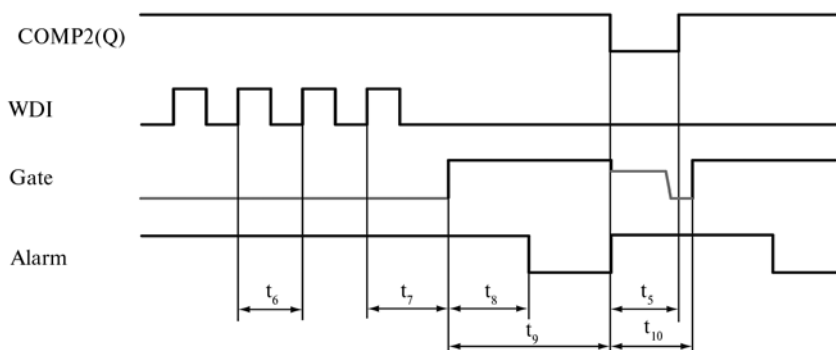 COMP2(Q)
WDI
Gate
Alarm
t6 t7 t8 t5
t9 t10